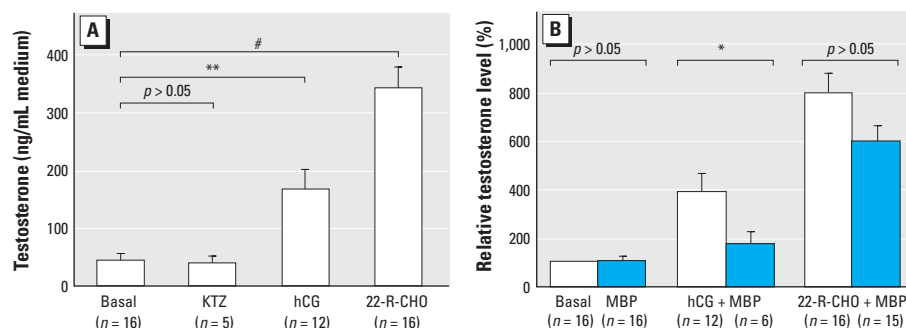 A
Testosterone (ng/mL medium)
400
300
200
100
0
#
**
p > 0.05
Basal
(n = 16)
KTZ
(n = 5)
hCG
(n = 12)
22-R-CHO
(n = 16)
B
Relative testosterone level (%)
1,000
800
600
400
200
0
p > 0.05
*
p > 0.05
Basal MBP
(n = 16) (n = 16)
hCG + MBP
(n = 12) (n = 6)
22-R-CHO + MBP
(n = 16) (n = 15)